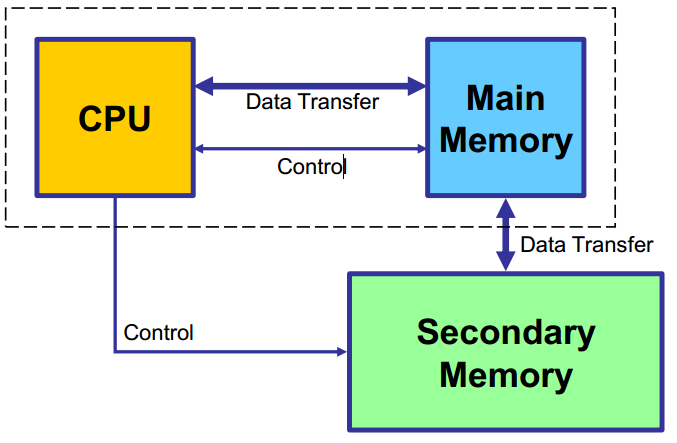 CPU
Data Transfer
Main
Memory
Control
Data Transfer
Control
Secondary
Memory